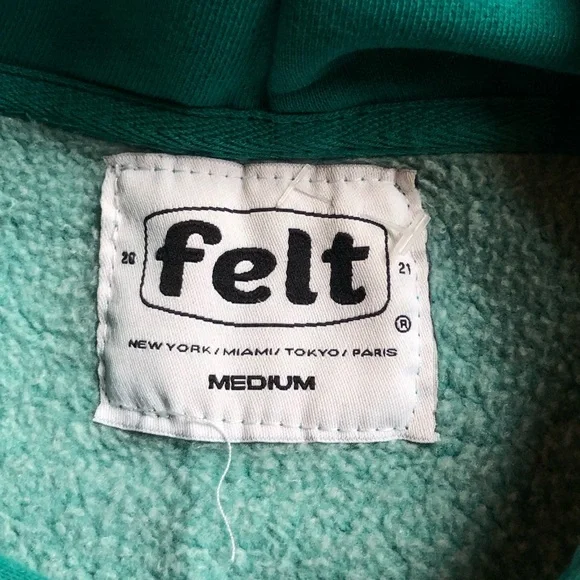 felt
20 21
®
NEW YORK / MIAMI / TOKYO / PARIS
MEDIUM